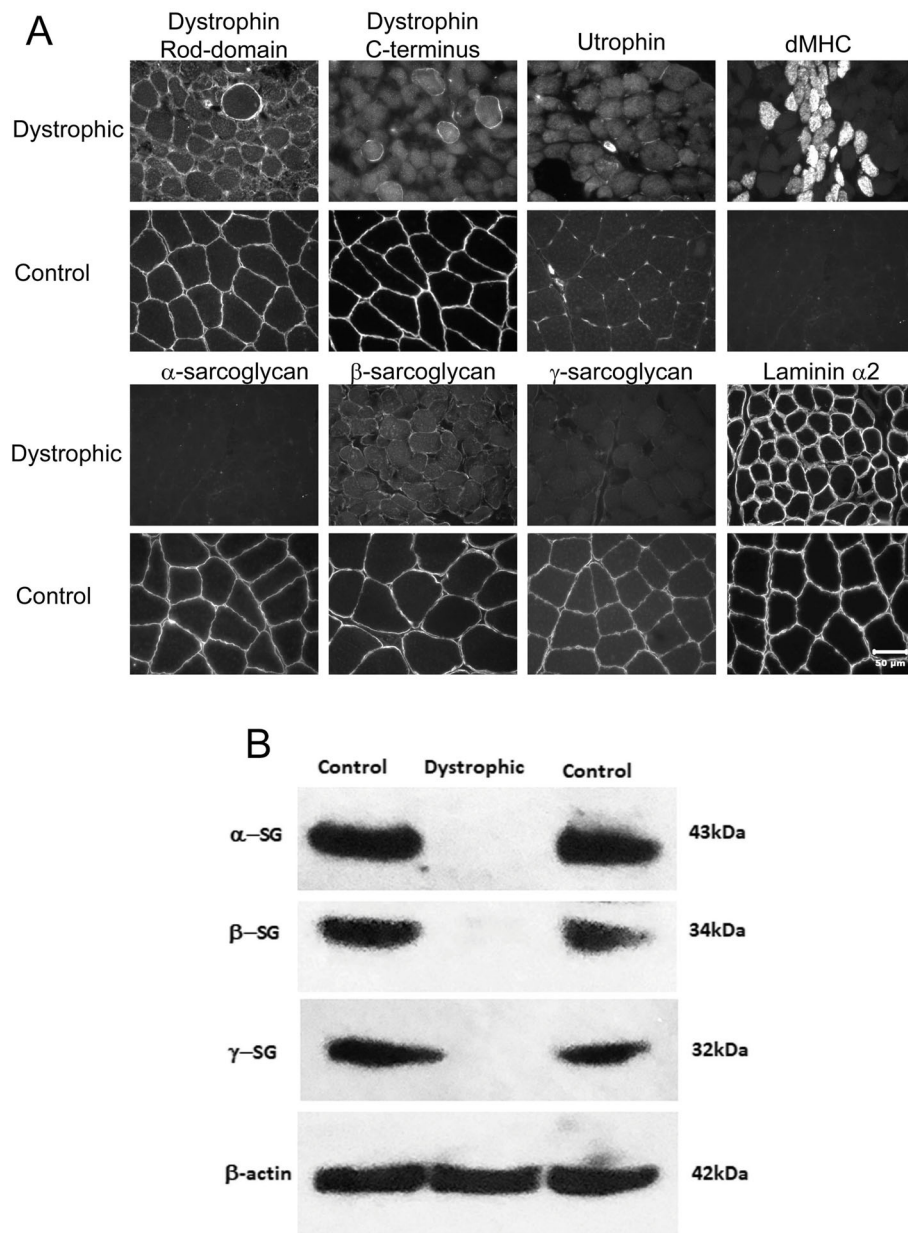 A
Dystrophin
Rod-domain
Dystrophin
C-terminus
Utrophin
dMHC
Dystrophic
Control
α-sarcoglycan
β-sarcoglycan
γ-sarcoglycan
Laminin α2
Dystrophic
Control
50 µm
B
Control
Dystrophic
Control
α–SG
43kDa
β–SG
34kDa
γ–SG
32kDa
β-actin
42kDa